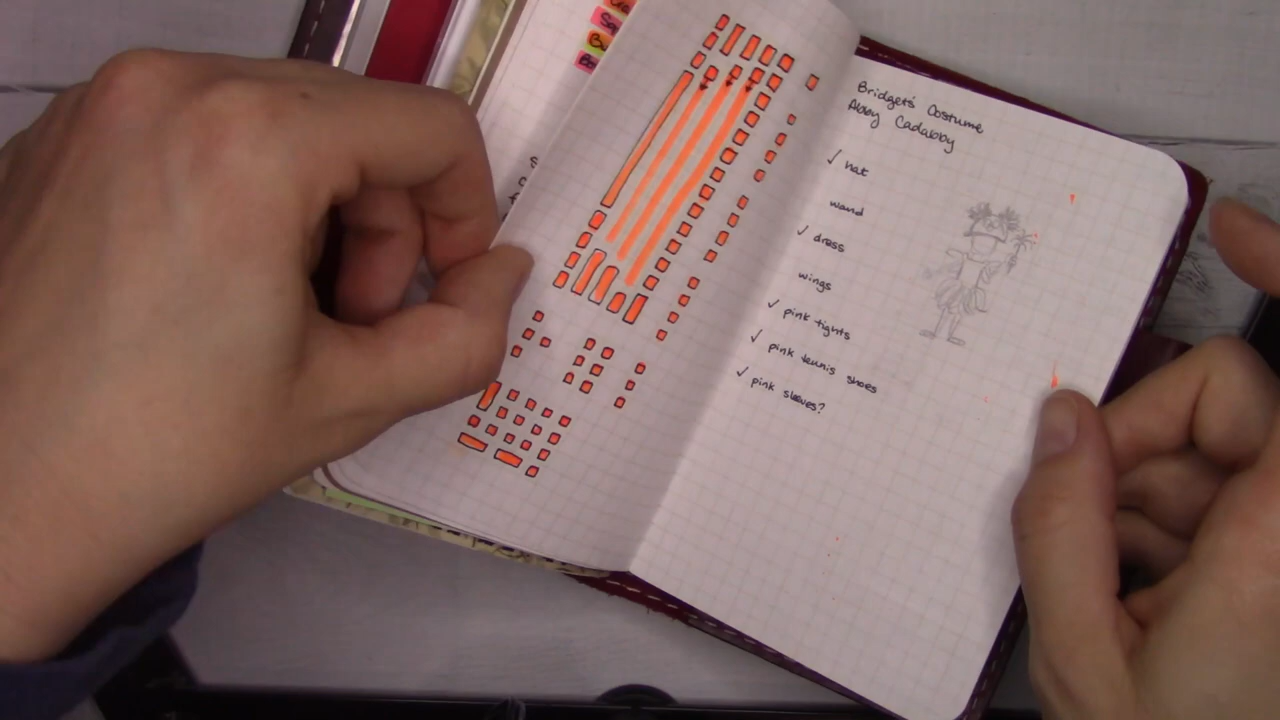 Bridget's Costume
Abby Cadabby
✓ hat
wand
✓ dress
wings
✓ pink tights
✓ pink tennis shoes
✓ pink sleeves?